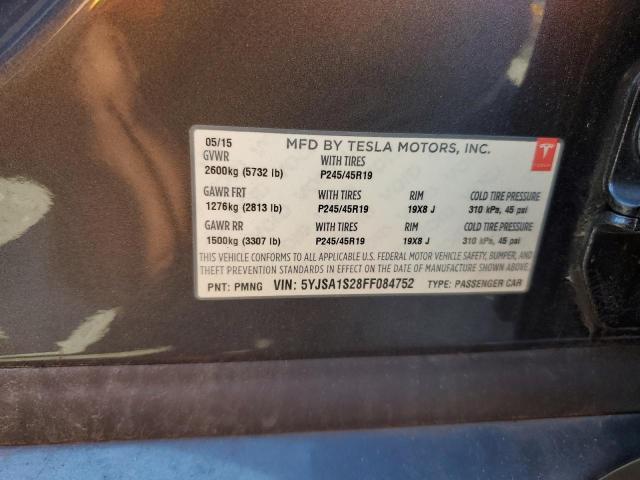 05/15 MFD BY TESLA MOTORS, INC.
GVWR WITH TIRES
2600kg (5732 lb) P245/45R19
GAWR FRT WITH TIRES RIM COLD TIRE PRESSURE
1276kg (2813 lb) P245/45R19 19X8 J 310 kPa, 45 psi
GAWR RR WITH TIRES RIM COLD TIRE PRESSURE
1500kg (3307 lb) P245/45R19 19X8 J 310 kPa, 45 psi
THIS VEHICLE CONFORMS TO ALL APPLICABLE U.S. FEDERAL MOTOR VEHICLE SAFETY, BUMPER, AND
THEFT PREVENTION STANDARDS IN EFFECT ON THE DATE OF MANUFACTURE SHOWN ABOVE.
PNT: PMNG VIN: 5YJSA1S28FF084752 TYPE: PASSENGER CAR